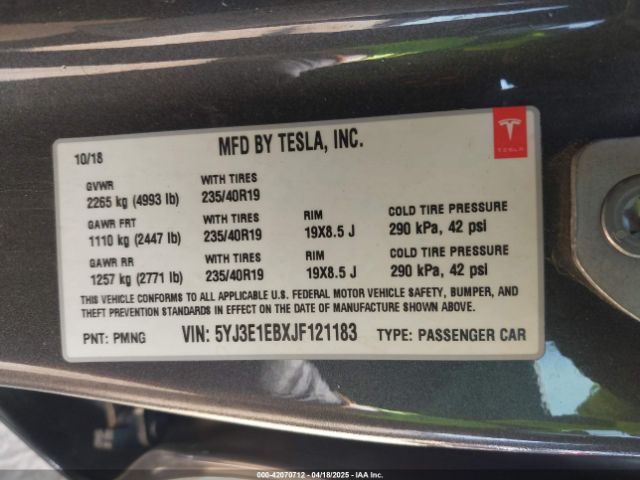 10/18
MFD BY TESLA, INC.
TESLA
GVWR WITH TIRES
2265 kg (4993 lb) 235/40R19
GAWR FRT WITH TIRES RIM COLD TIRE PRESSURE
1110 kg (2447 lb) 235/40R19 19X8.5 J 290 kPa, 42 psi
GAWR RR WITH TIRES RIM COLD TIRE PRESSURE
1257 kg (2771 lb) 235/40R19 19X8.5 J 290 kPa, 42 psi
THIS VEHICLE CONFORMS TO ALL APPLICABLE U.S. FEDERAL MOTOR VEHICLE SAFETY, BUMPER, AND
THEFT PREVENTION STANDARDS IN EFFECT ON THE DATE OF MANUFACTURE SHOWN ABOVE.
PNT: PMNG VIN: 5YJ3E1EBXJF121183 TYPE: PASSENGER CAR
000-42070712 - 04/18/2025 - IAA Inc.